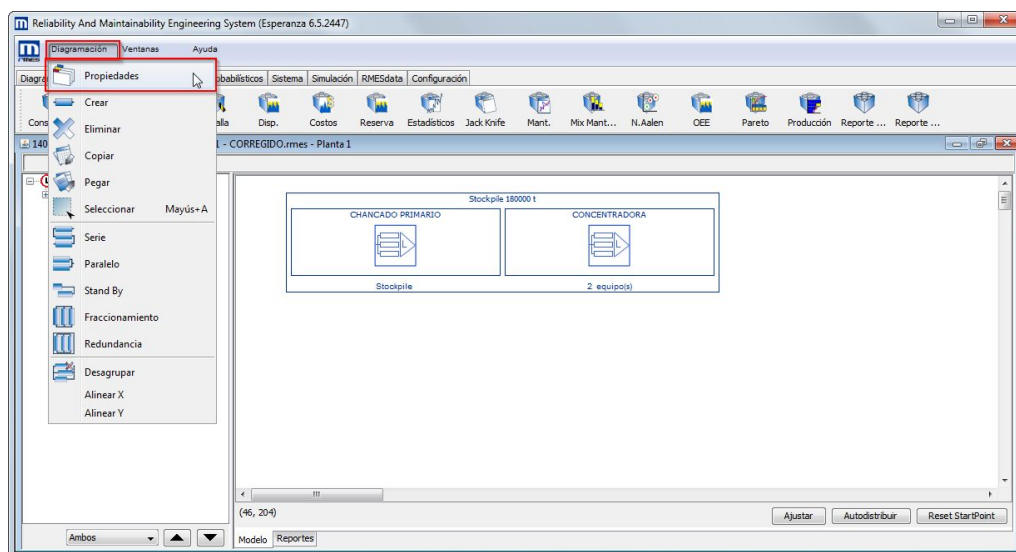 Reliability And Maintainability Engineering System (Esperanza 6.5.2447)
Diagramación Ventanas Ayuda
Sistema Simulación RMESdata Configuración
Disp. Costos Reserva Estadísticos Jack Knife Mant. Mix Mant... N.Aalen OEE Pareto Producción Reporte ... Reporte ...
Propiedades
Crear
Eliminar
Copiar
Pegar
Seleccionar Mayús+A
Serie
Paralelo
Stand By
Fraccionamiento
Redundancia
Desagrupar
Alinear X
Alinear Y
140
1 - CORREGIDO.rmes - Planta 1
Stockpile 180000 t
CHANCADO PRIMARIO CONCENTRADORA
L L
Stockpile 2 equipo(s)
(46, 204)
Ajustar Autodistribuir Reset StartPoint
Ambos
Modelo Reportes